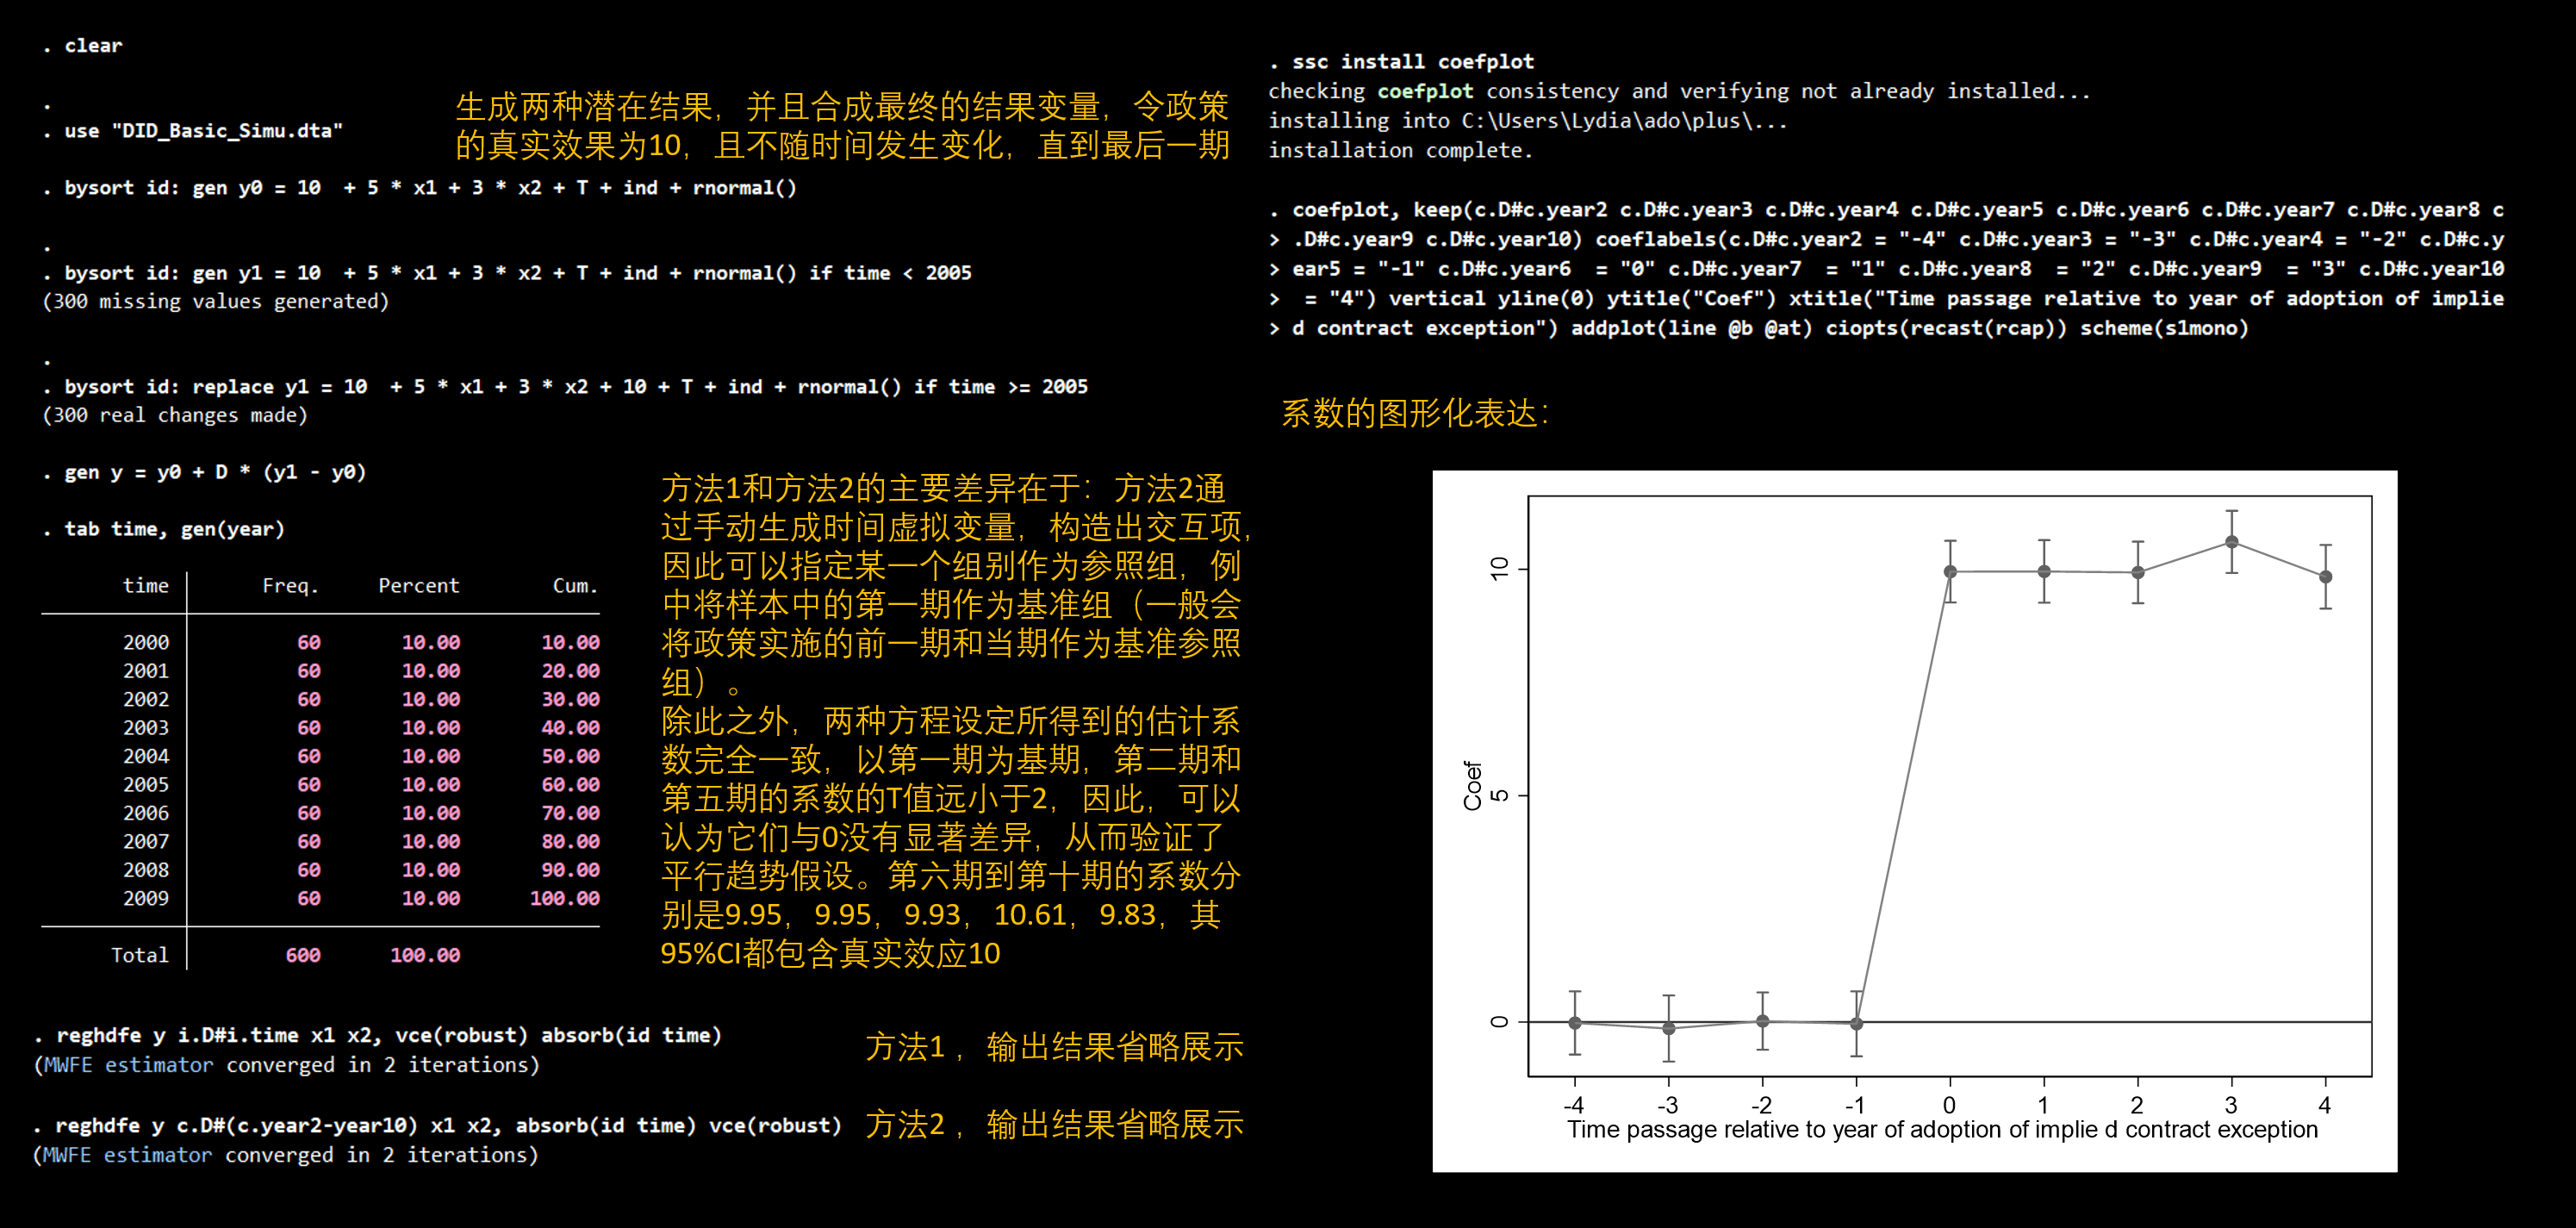 . clear
.
. use "DID_Basic_Simu.dta"
生成两种潜在结果，并且合成最终的结果变量，令政策
的真实效果为10，且不随时间发生变化，直到最后一期
. bysort id: gen y0 = 10  + 5 * x1 + 3 * x2 + T + ind + rnormal()
.
. bysort id: gen y1 = 10  + 5 * x1 + 3 * x2 + T + ind + rnormal() if time < 2005
(300 missing values generated)
.
. bysort id: replace y1 = 10  + 5 * x1 + 3 * x2 + 10 + T + ind + rnormal() if time >= 2005
(300 real changes made)
. gen y = y0 + D * (y1 - y0)
. tab time, gen(year)
time Freq. Percent Cum.
2000 60 10.00 10.00
2001 60 10.00 20.00
2002 60 10.00 30.00
2003 60 10.00 40.00
2004 60 10.00 50.00
2005 60 10.00 60.00
2006 60 10.00 70.00
2007 60 10.00 80.00
2008 60 10.00 90.00
2009 60 10.00 100.00
Total 600 100.00
方法1和方法2的主要差异在于：方法2通
过手动生成时间虚拟变量，构造出交互项，
因此可以指定某一个组别作为参照组，例
中将样本中的第一期作为基准组（一般会
将政策实施的前一期和当期作为基准参照
组）。
除此之外，两种方程设定所得到的估计系
数完全一致，以第一期为基期，第二期和
第五期的系数的T值远小于2，因此，可以
认为它们与0没有显著差异，从而验证了
平行趋势假设。第六期到第十期的系数分
别是9.95，9.95，9.93，10.61，9.83，其
95%CI都包含真实效应10
. reghdfe y i.D#i.time x1 x2, vce(robust) absorb(id time)
(MWFE estimator converged in 2 iterations)
方法1 ，输出结果省略展示
. reghdfe y c.D#(c.year2-year10) x1 x2, absorb(id time) vce(robust)
(MWFE estimator converged in 2 iterations)
方法2 ，输出结果省略展示
. ssc install coefplot
checking coefplot consistency and verifying not already installed...
installing into C:\Users\Lydia\ado\plus\...
installation complete.
. coefplot, keep(c.D#c.year2 c.D#c.year3 c.D#c.year4 c.D#c.year5 c.D#c.year6 c.D#c.year7 c.D#c.year8 c
> .D#c.year9 c.D#c.year10) coeflabels(c.D#c.year2 = "-4" c.D#c.year3 = "-3" c.D#c.year4 = "-2" c.D#c.y
> ear5 = "-1" c.D#c.year6  = "0" c.D#c.year7  = "1" c.D#c.year8  = "2" c.D#c.year9  = "3" c.D#c.year10
>  = "4") vertical yline(0) ytitle("Coef") xtitle("Time passage relative to year of adoption of implie
> d contract exception") addplot(line @b @at) ciopts(recast(rcap)) scheme(s1mono)
系数的图形化表达：
10
5
0
Coef
-4 -3 -2 -1 0 1 2 3 4
Time passage relative to year of adoption of implie d contract exception